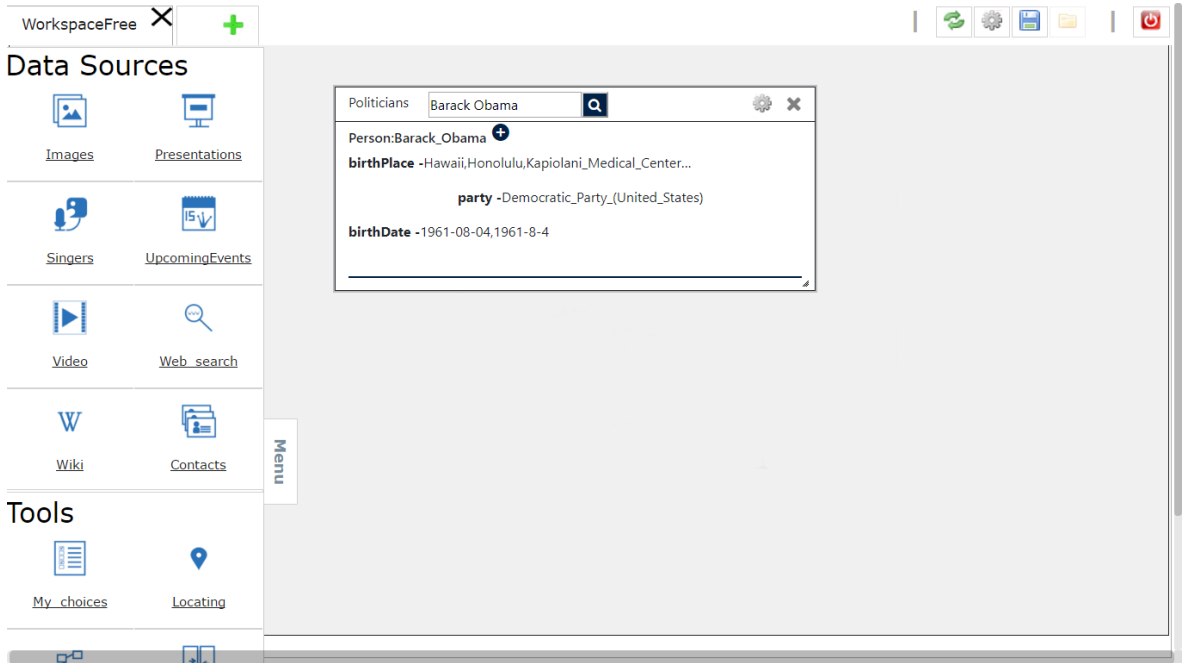 WorkspaceFree
Data Sources
Images
Presentations
Singers
UpcomingEvents
Video
Web_search
Wiki
Contacts
Tools
My_choices
Locating
Menu
Politicians
Barack Obama
Person:Barack_Obama
birthPlace -Hawaii,Honolulu,Kapiolani_Medical_Center...
party -Democratic_Party_(United_States)
birthDate -1961-08-04,1961-8-4